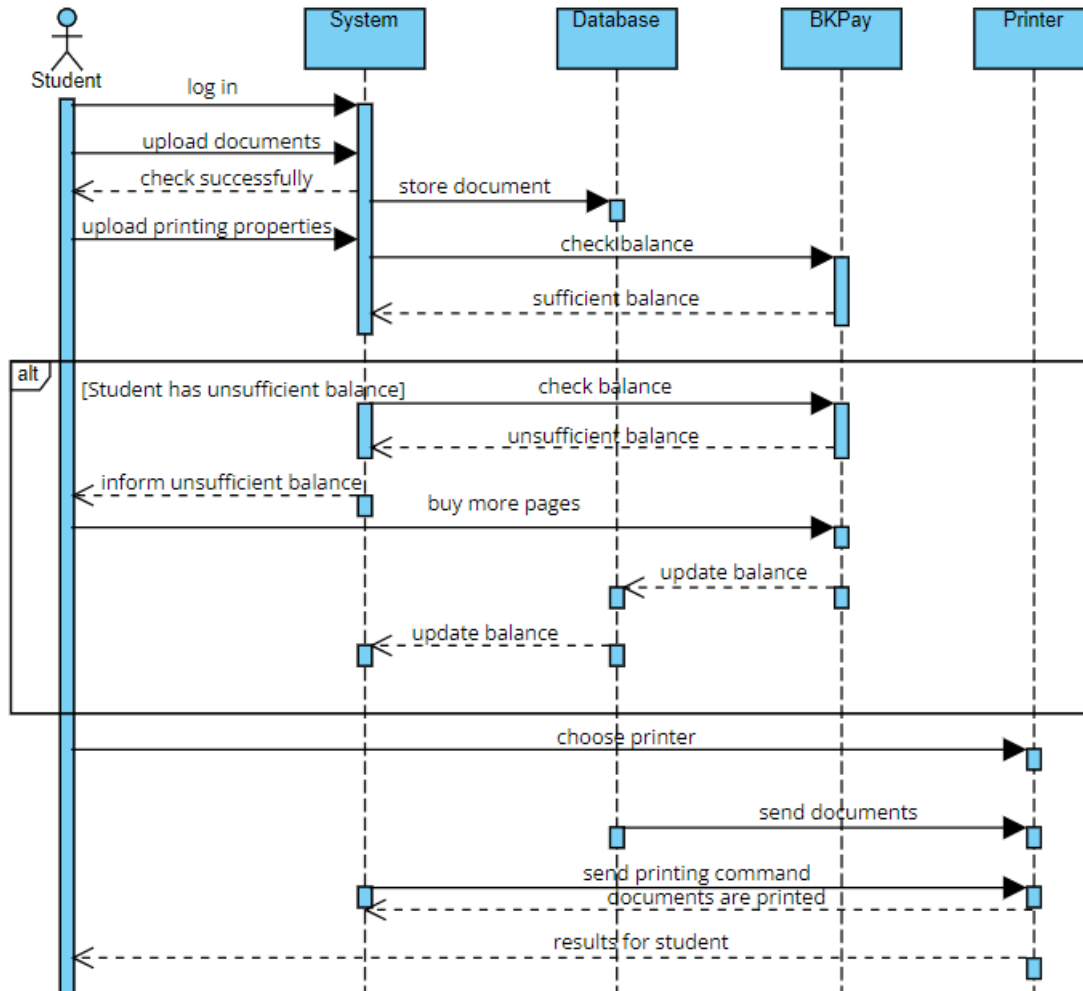 System
Database
BKPay
Printer
Student
log in
upload documents
check successfully
store document
upload printing properties
check balance
sufficient balance
alt
[Student has unsufficient balance]
check balance
unsufficient balance
inform unsufficient balance
buy more pages
update balance
update balance
choose printer
send documents
send printing command
documents are printed
results for student